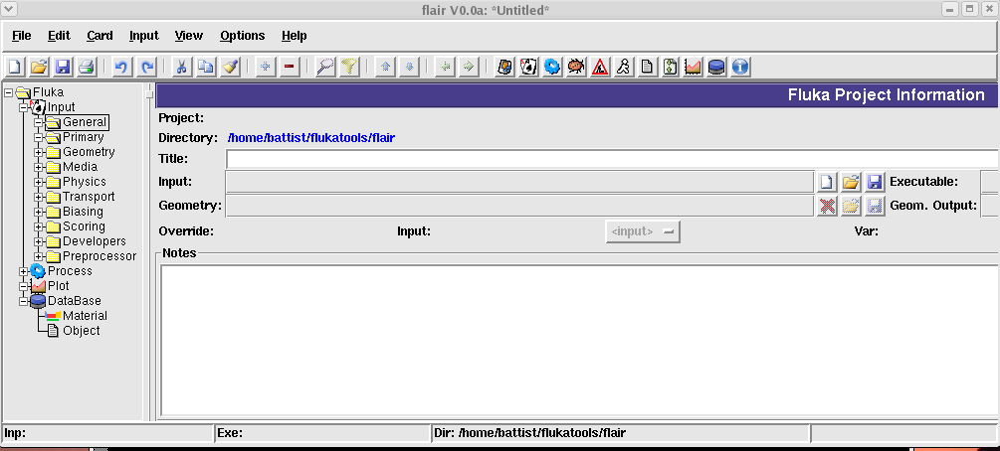 flair V0.0a: *Untitled*
File Edit Card Input View Options Help
Fluka
Input
General
Primary
Geometry
Media
Physics
Transport
Biasing
Scoring
Developers
Preprocessor
Process
Plot
DataBase
Material
Object
Fluka Project Information
Project:
Directory: /home/battist/flukatools/flair
Title:
Input: Executable:
Geometry: Geom. Output:
Override: Input: <input> Var:
Notes
Inp: Exe: Dir: /home/battist/flukatools/flair